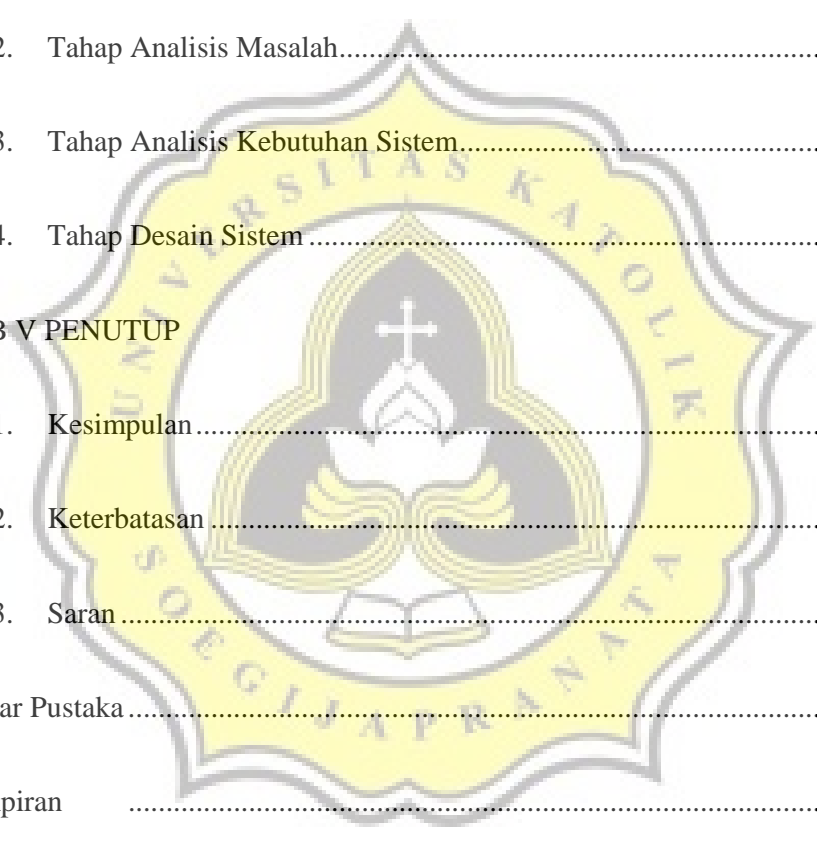 2. Tahap Analisis Masalah
3. Tahap Analisis Kebutuhan Sistem
4. Tahap Desain Sistem
V PENUTUP
Kesimpulan
2. Keterbatasan
3. Saran
ar Pustaka
piran
UNIVERSITAS KATOLIK
SOEGIJAPRANATA